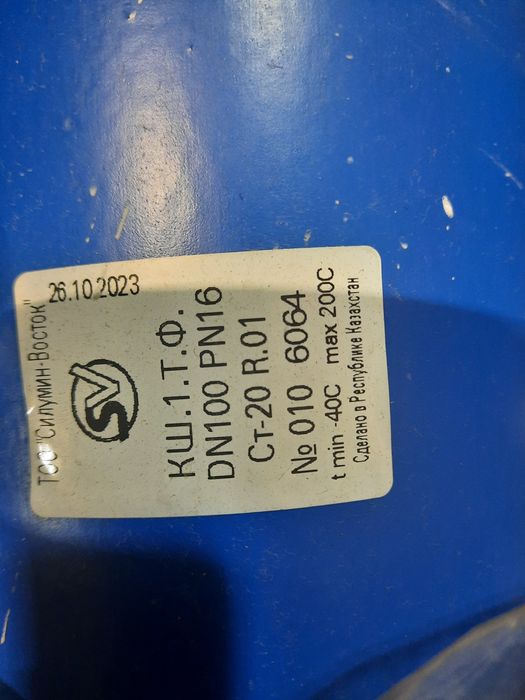 ТОО "Силумин-Восток"
26.10.2023
SV
КШ.1.Т.Ф.
DN100 PN16
Ст-20 R.01
№ 010 6064
t min -40C max 200C
Сделано в Республике Казахстан